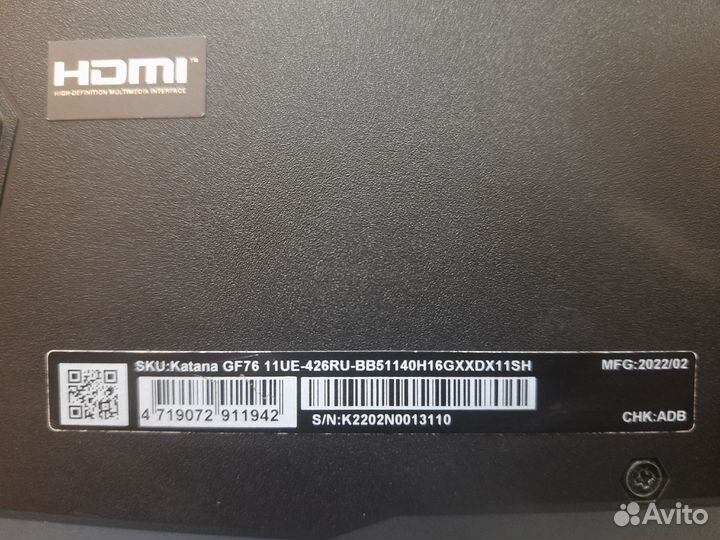 HDMI™
HIGH-DEFINITION MULTIMEDIA INTERFACE
SKU:Katana GF76 11UE-426RU-BB51140H16GXXDX11SH
MFG:2022/02
4 719072 911942
S/N:K2202N0013110
CHK:ADB
Avito